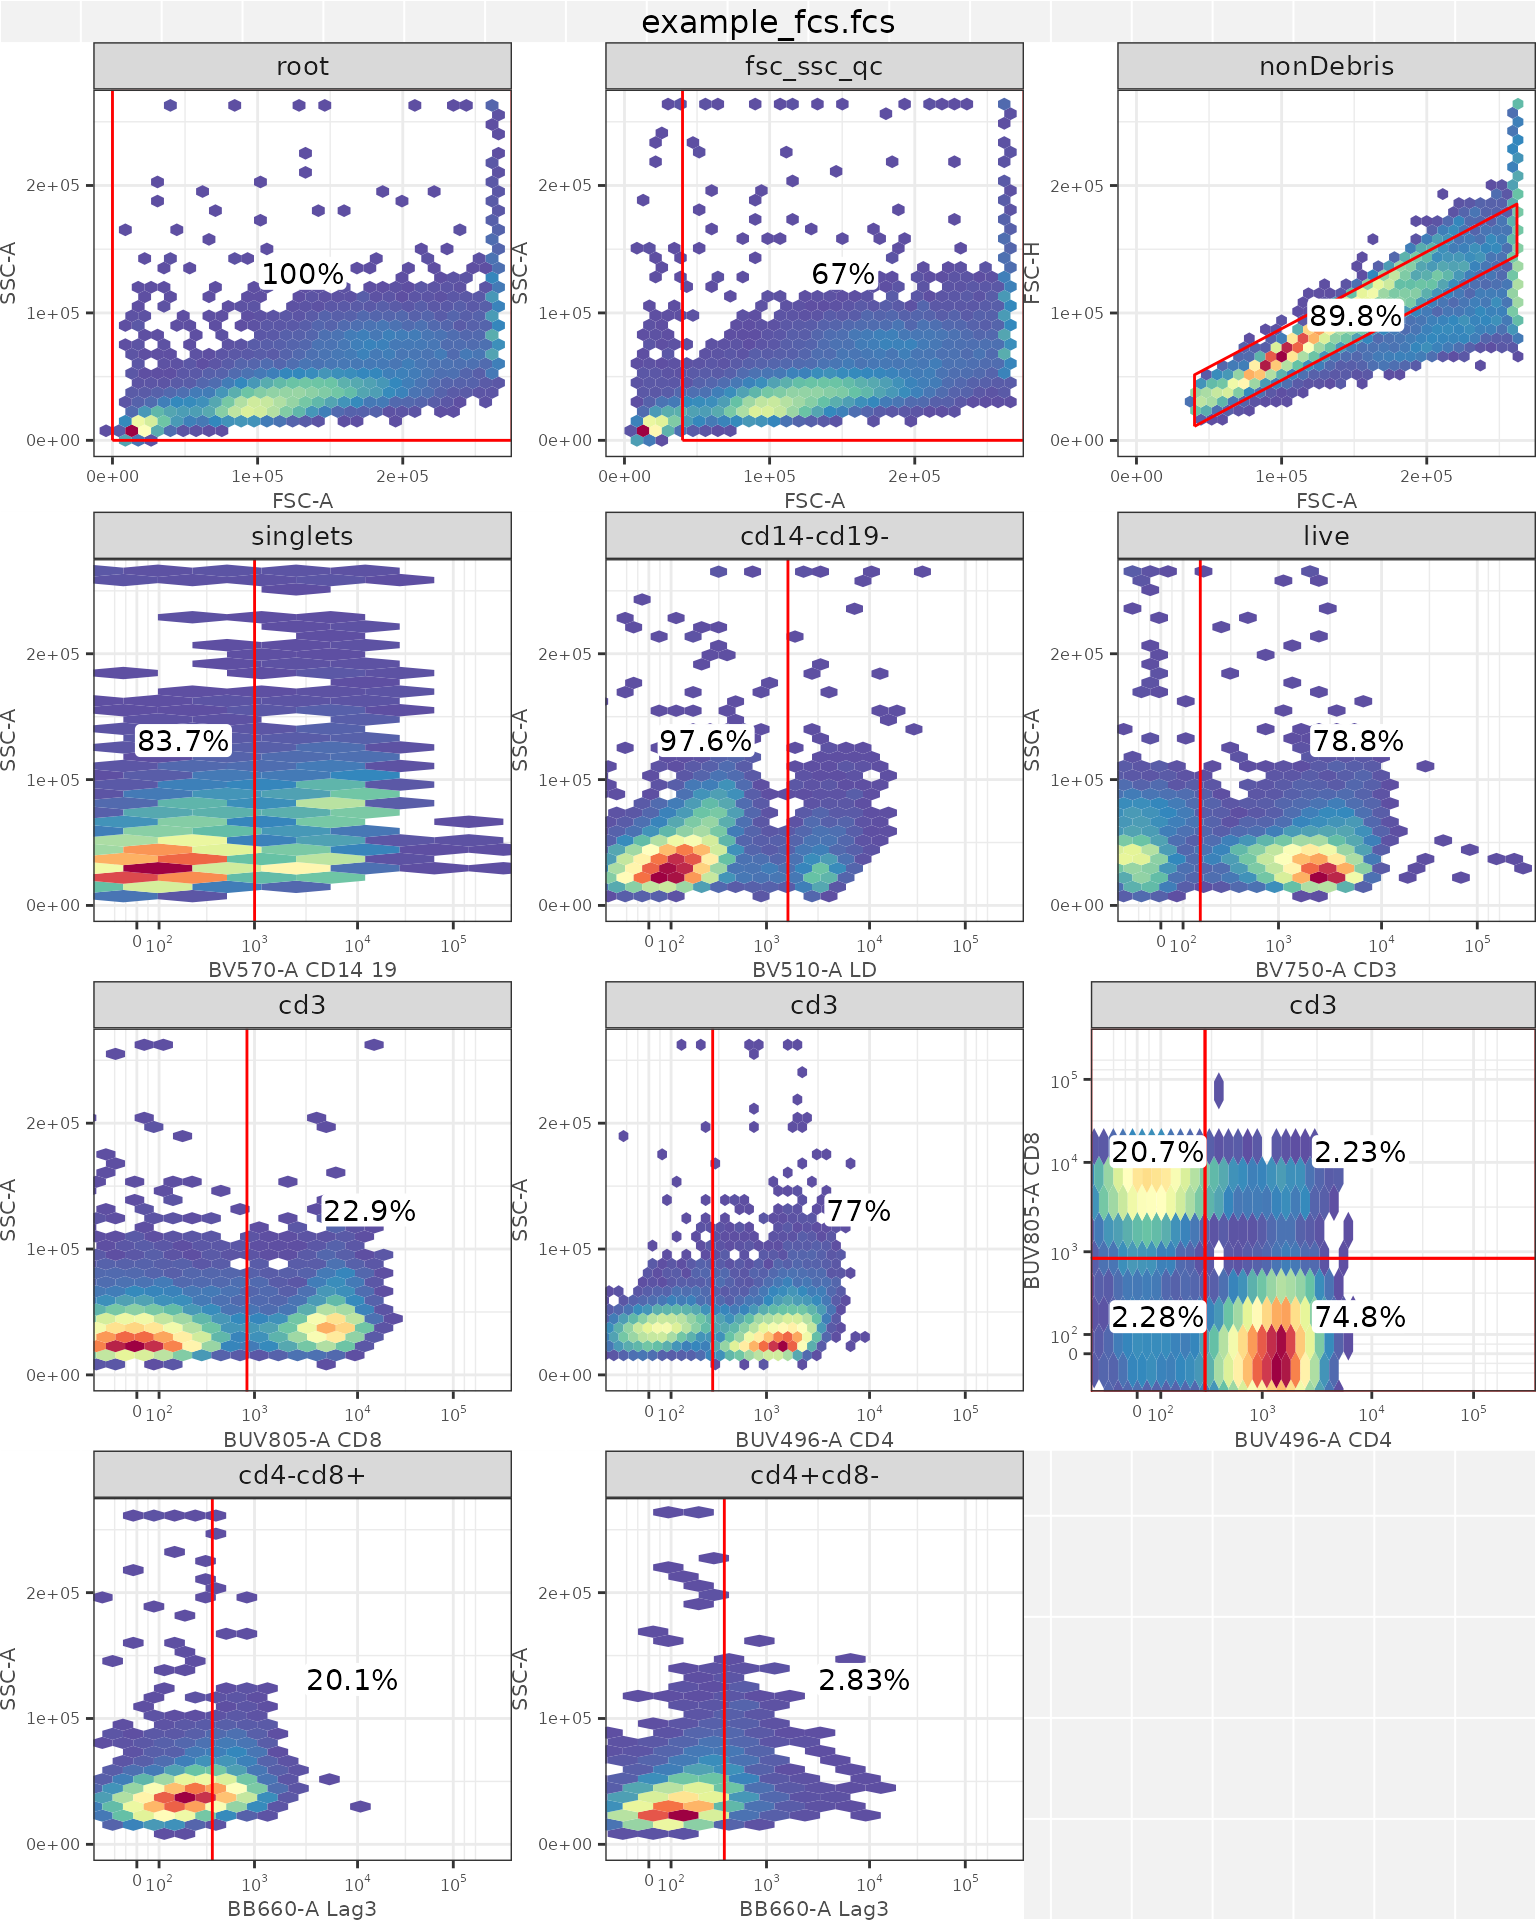 example_fcs.fcs
root
fsc_ssc_qc
nonDebris
SSC-A
2e+05
1e+05
0e+00
100%
0e+00 1e+05 2e+05
FSC-A
SSC-A
2e+05
1e+05
0e+00
67%
0e+00 1e+05 2e+05
FSC-A
FSC-H
2e+05
1e+05
0e+00
89.8%
0e+00 1e+05 2e+05
FSC-A
singlets
cd14-cd19-
live
SSC-A
2e+05
1e+05
0e+00
83.7%
0 10² 10³ 10⁴ 10⁵
BV570-A CD14 19
SSC-A
2e+05
1e+05
0e+00
97.6%
0 10² 10³ 10⁴ 10⁵
BV510-A LD
SSC-A
2e+05
1e+05
0e+00
78.8%
0 10² 10³ 10⁴ 10⁵
BV750-A CD3
cd3
cd3
cd3
SSC-A
2e+05
1e+05
0e+00
22.9%
0 10² 10³ 10⁴ 10⁵
BUV805-A CD8
SSC-A
2e+05
1e+05
0e+00
77%
0 10² 10³ 10⁴ 10⁵
BUV496-A CD4
BUV805-A CD8
10⁵
10⁴
10³
10²
0
20.7% 2.23%
2.28% 74.8%
0 10² 10³ 10⁴ 10⁵
BUV496-A CD4
cd4-cd8+
cd4+cd8-
SSC-A
2e+05
1e+05
0e+00
20.1%
0 10² 10³ 10⁴ 10⁵
BB660-A Lag3
SSC-A
2e+05
1e+05
0e+00
2.83%
0 10² 10³ 10⁴ 10⁵
BB660-A Lag3